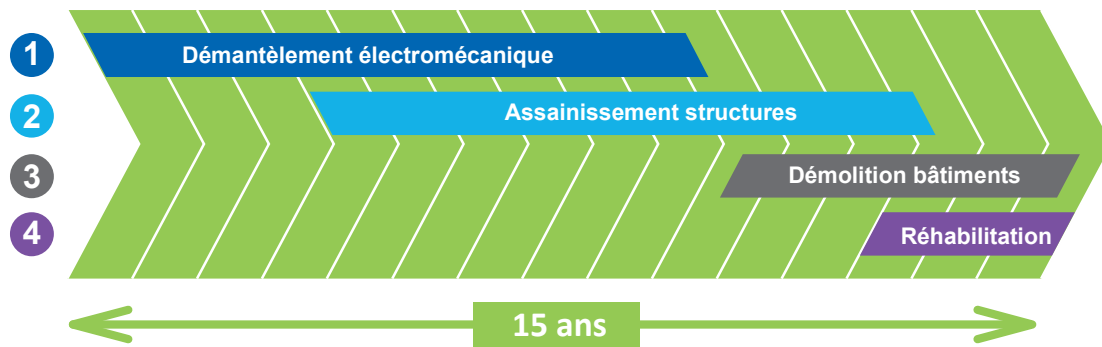 1 Démantèlement électromécanique
2 Assainissement structures
3 Démolition bâtiments
4 Réhabilitation
15 ans